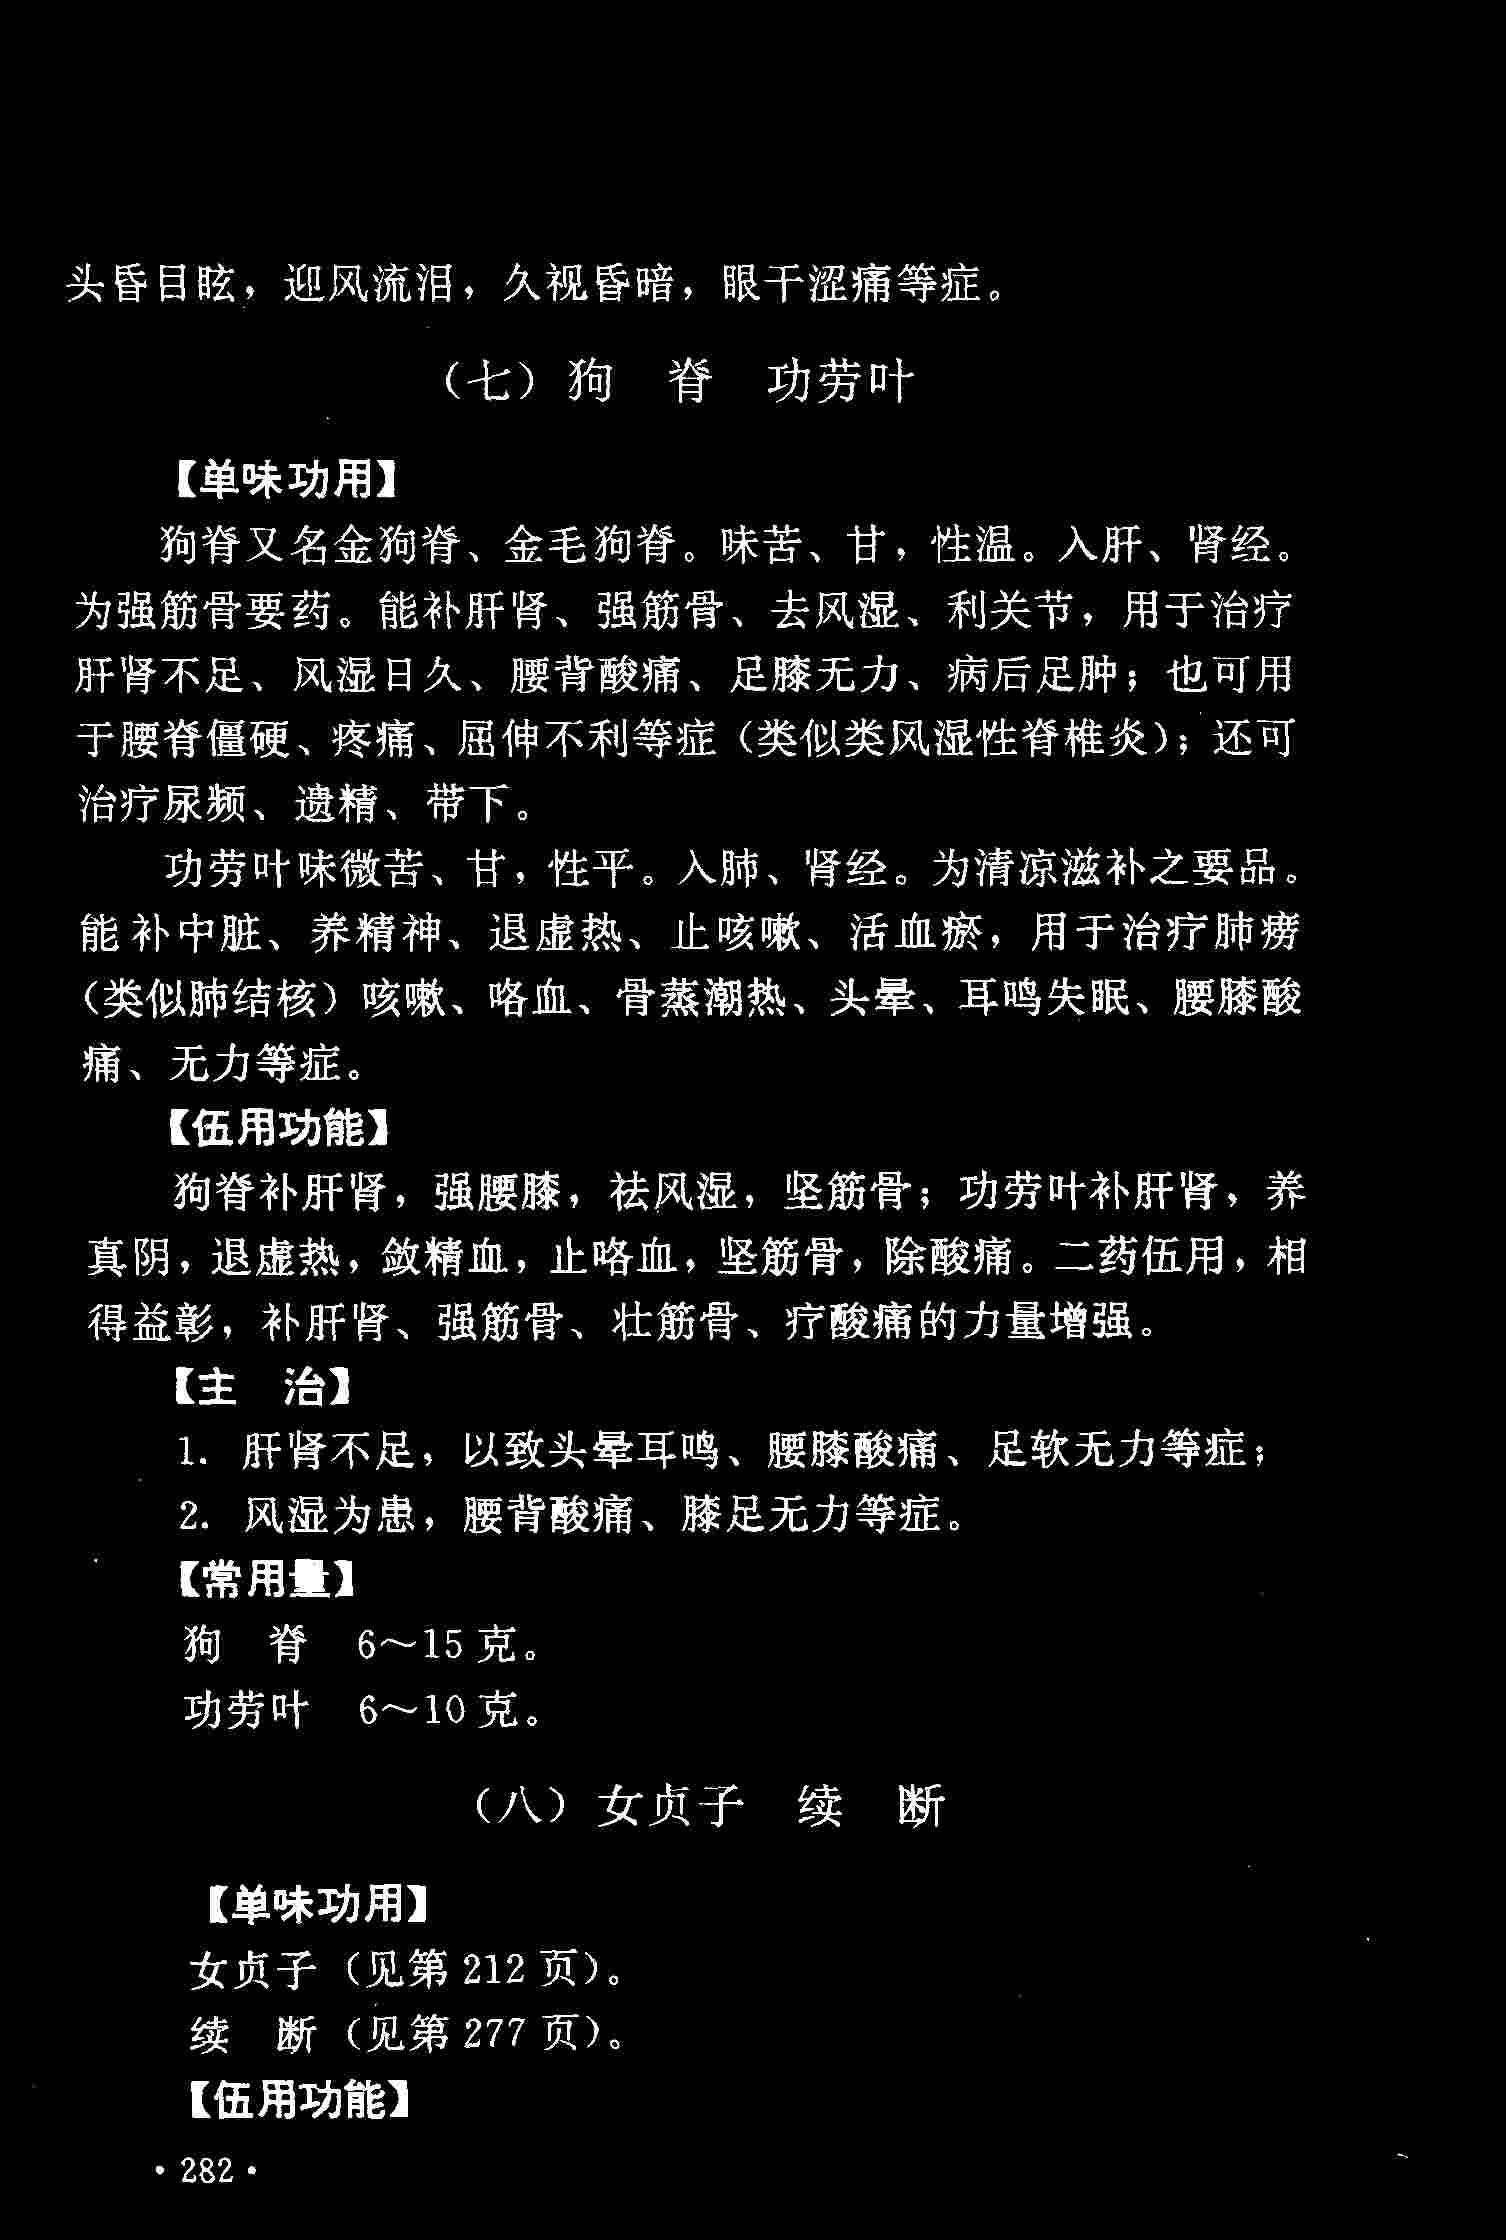 头昏目眩，迎风流泪，久视昏暗，眼干涩痛等症。
（七）狗　脊　功劳叶
【单味功用】
狗脊又名金狗脊、金毛狗脊。味苦、甘，性温。入肝、肾经。
为强筋骨要药。能补肝肾、强筋骨、去风湿、利关节，用于治疗
肝肾不足、风湿日久、腰背酸痛、足膝无力、病后足肿；也可用
于腰脊僵硬、疼痛、屈伸不利等症（类似类风湿性脊椎炎）；还可
治疗尿频、遗精、带下。
功劳叶味微苦、甘，性平。入肺、肾经。为清凉滋补之要品。
能补中脏、养精神、退虚热、止咳嗽、活血瘀，用于治疗肺痨
（类似肺结核）咳嗽、咯血、骨蒸潮热、头晕、耳鸣失眠、腰膝酸
痛、无力等症。
【伍用功能】
狗脊补肝肾，强腰膝，祛风湿，坚筋骨；功劳叶补肝肾，养
真阴，退虚热，敛精血，止咯血，坚筋骨，除酸痛。二药伍用，相
得益彰，补肝肾、强筋骨、壮筋骨、疗酸痛的力量增强。
【主　治】
1. 肝肾不足，以致头晕耳鸣、腰膝酸痛、足软无力等症；
2. 风湿为患，腰背酸痛、膝足无力等症。
【常用量】
狗　脊　6～15 克。
功劳叶　6～10 克。
（八）女贞子　续　断
【单味功用】
女贞子（见第 212 页）。
续　断（见第 277 页）。
【伍用功能】
· 282 ·